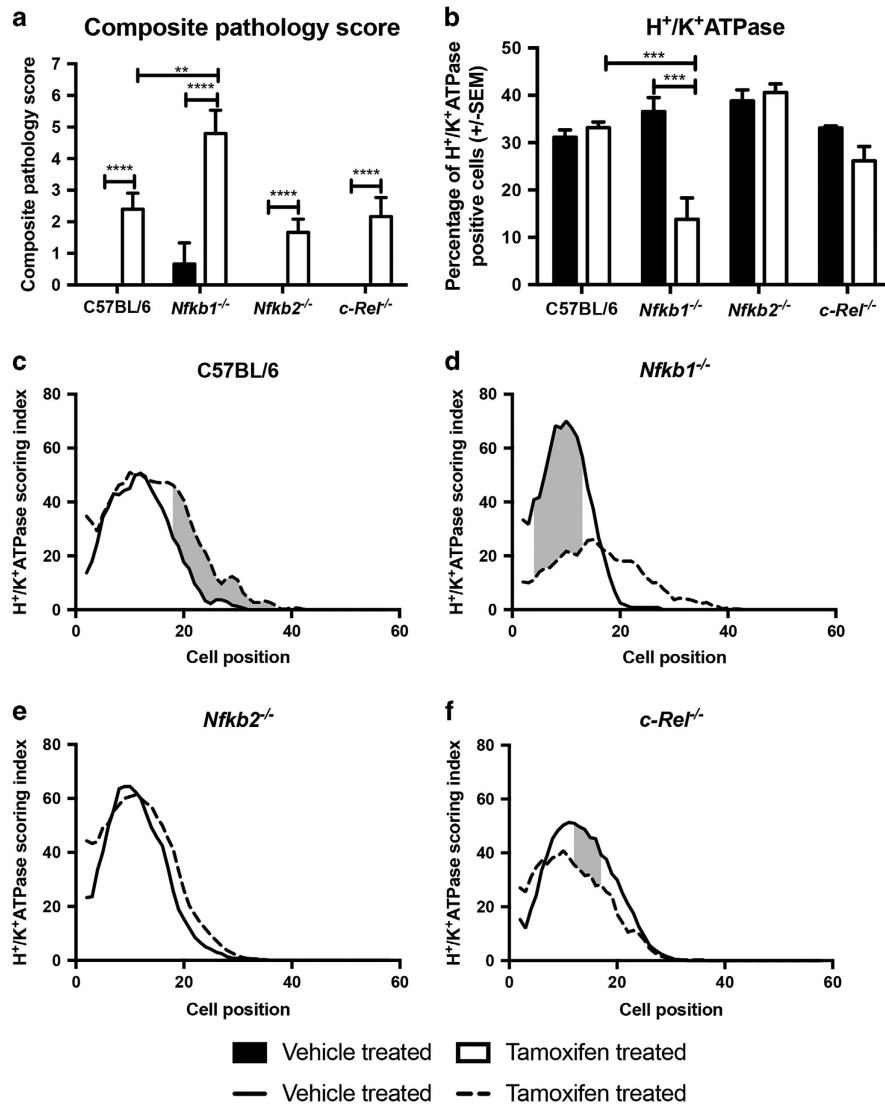 a Composite pathology score
Composite pathology score
7
6
5
4
3
2
1
0
**
****
****
****
****
C57BL/6 Nfkb1-/- Nfkb2-/- c-Rel-/-
b H+/K+ATPase
Percentage of H+/K+ATPase
positive cells (+/-SEM)
50
40
30
20
10
0
***
***
C57BL/6 Nfkb1-/- Nfkb2-/- c-Rel-/-
c C57BL/6
H+/K+ATPase scoring index
80
60
40
20
0
0 20 40 60
Cell position
d Nfkb1-/-
H+/K+ATPase scoring index
80
60
40
20
0
0 20 40 60
Cell position
e Nfkb2-/-
H+/K+ATPase scoring index
80
60
40
20
0
0 20 40 60
Cell position
f c-Rel-/-
H+/K+ATPase scoring index
80
60
40
20
0
0 20 40 60
Cell position
Vehicle treated Tamoxifen treated
Vehicle treated Tamoxifen treated